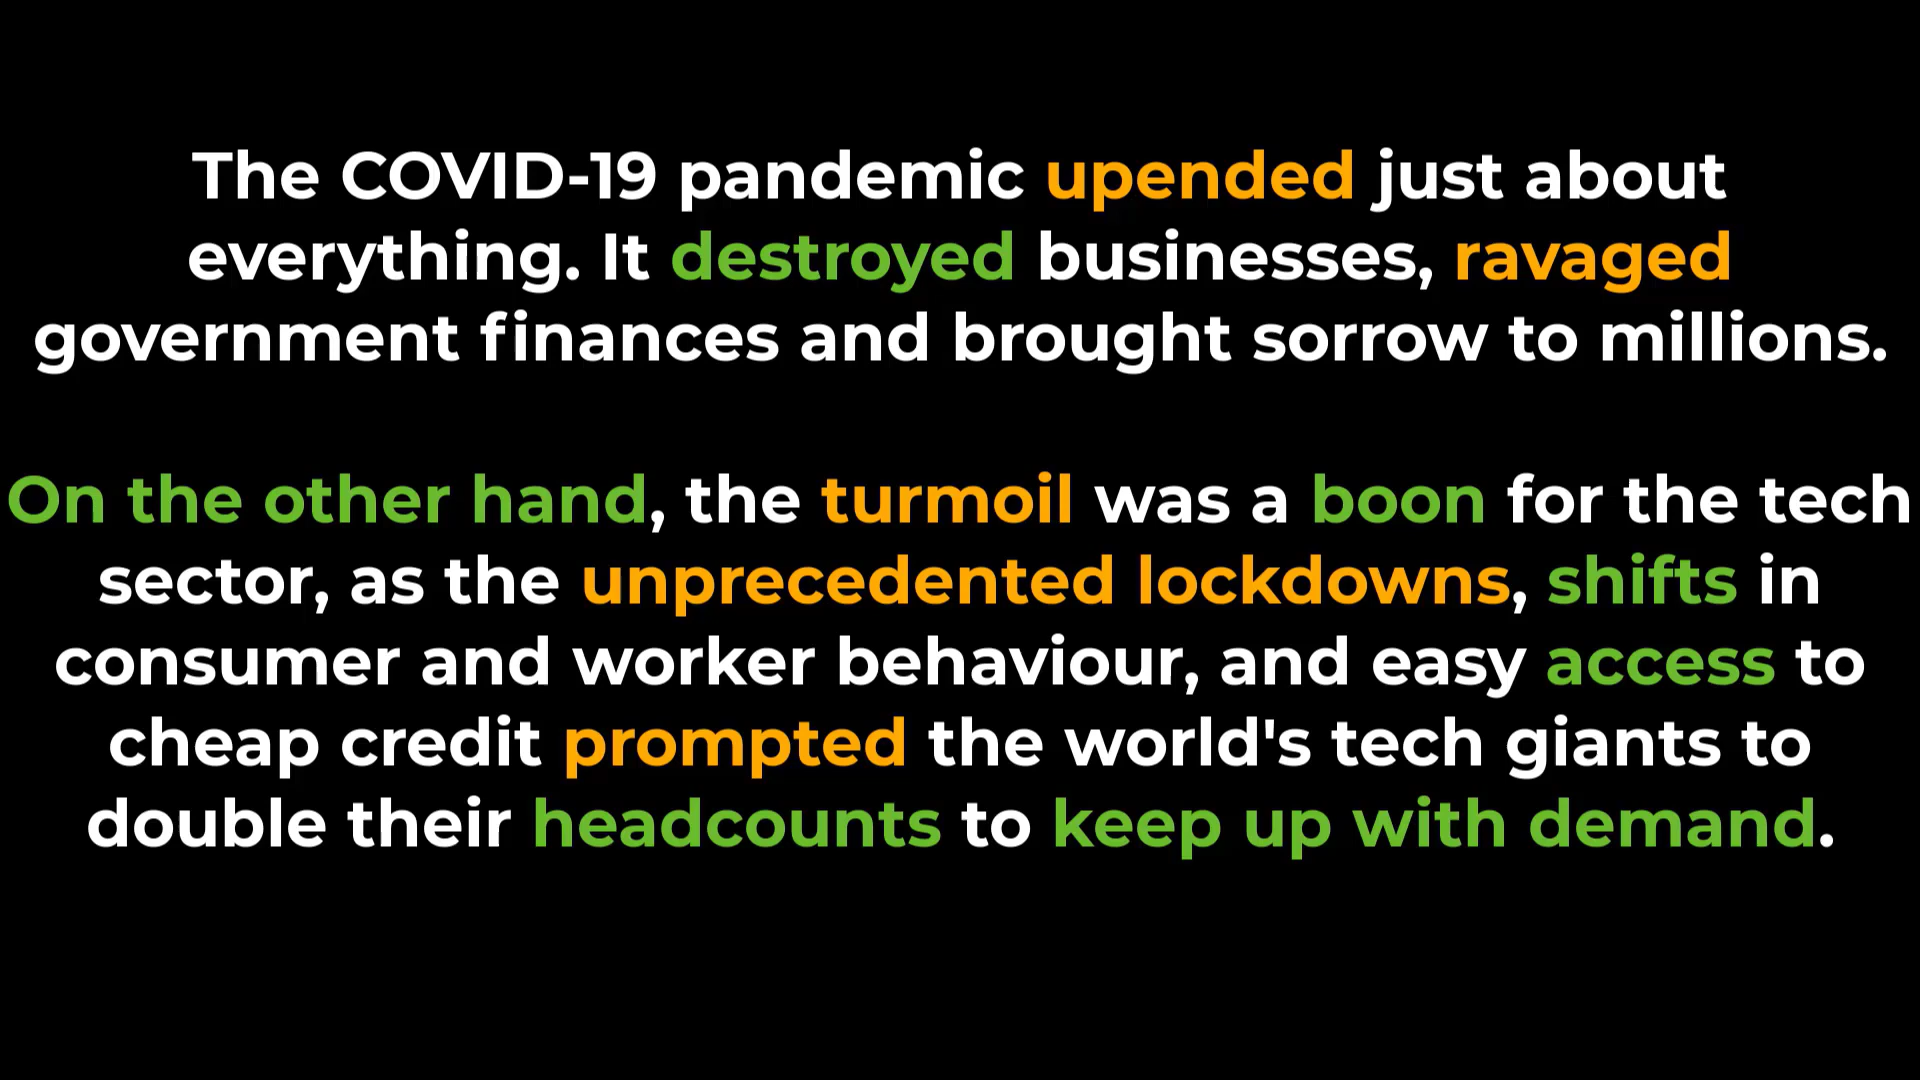 The COVID-19 pandemic upended just about
everything. It destroyed businesses, ravaged
government finances and brought sorrow to millions.
On the other hand, the turmoil was a boon for the tech
sector, as the unprecedented lockdowns, shifts in
consumer and worker behaviour, and easy access to
cheap credit prompted the world's tech giants to
double their headcounts to keep up with demand.